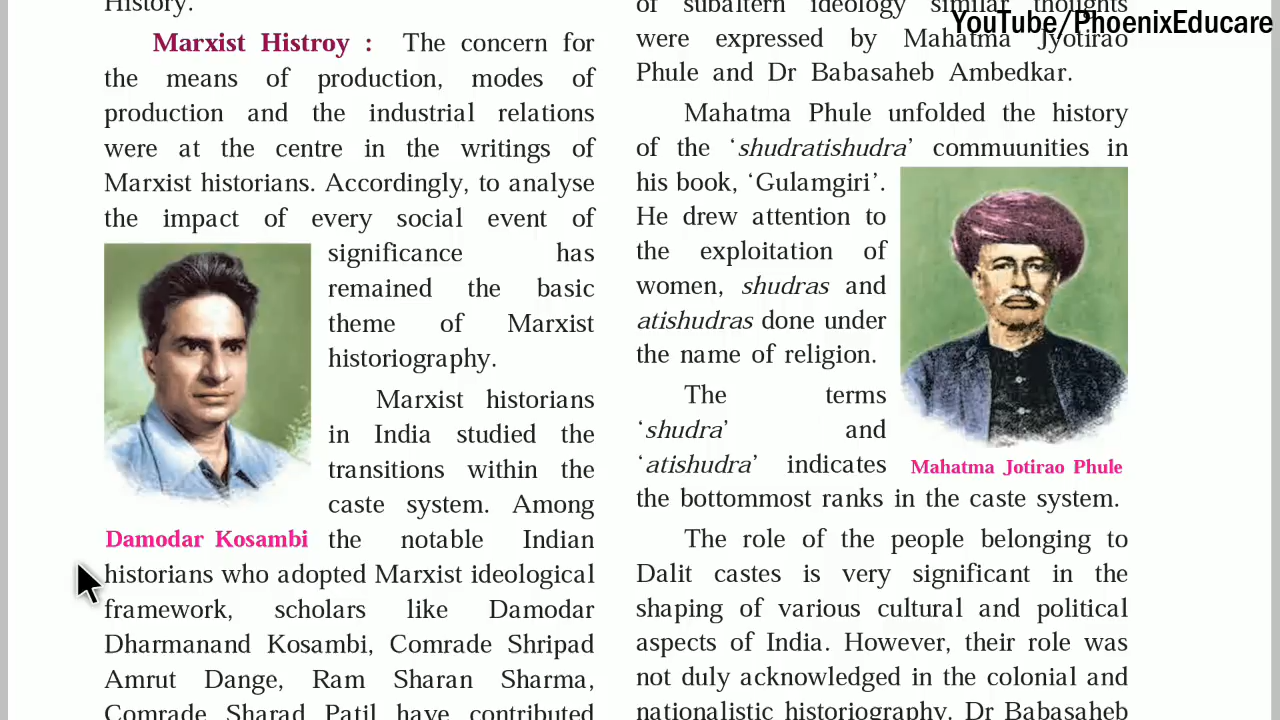 History.
Marxist Histroy : The concern for
the means of production, modes of
production and the industrial relations
were at the centre in the writings of
Marxist historians. Accordingly, to analyse
the impact of every social event of
significance has
remained the basic
theme of Marxist
historiography.
Marxist historians
in India studied the
transitions within the
caste system. Among
Damodar Kosambi
the notable Indian
historians who adopted Marxist ideological
framework, scholars like Damodar
Dharmanand Kosambi, Comrade Shripad
Amrut Dange, Ram Sharan Sharma,
Comrade Sharad Patil have contributed
of subaltern ideology similar thoughts
YouTube/PhoenixEducare
were expressed by Mahatma Jyotirao
Phule and Dr Babasaheb Ambedkar.
Mahatma Phule unfolded the history
of the ‘shudratishudra’ commuunities in
his book, ‘Gulamgiri’.
He drew attention to
the exploitation of
women, shudras and
atishudras done under
the name of religion.
The terms
‘shudra’ and
‘atishudra’ indicates
Mahatma Jotirao Phule
the bottommost ranks in the caste system.
The role of the people belonging to
Dalit castes is very significant in the
shaping of various cultural and political
aspects of India. However, their role was
not duly acknowledged in the colonial and
nationalistic historiography. Dr Babasaheb